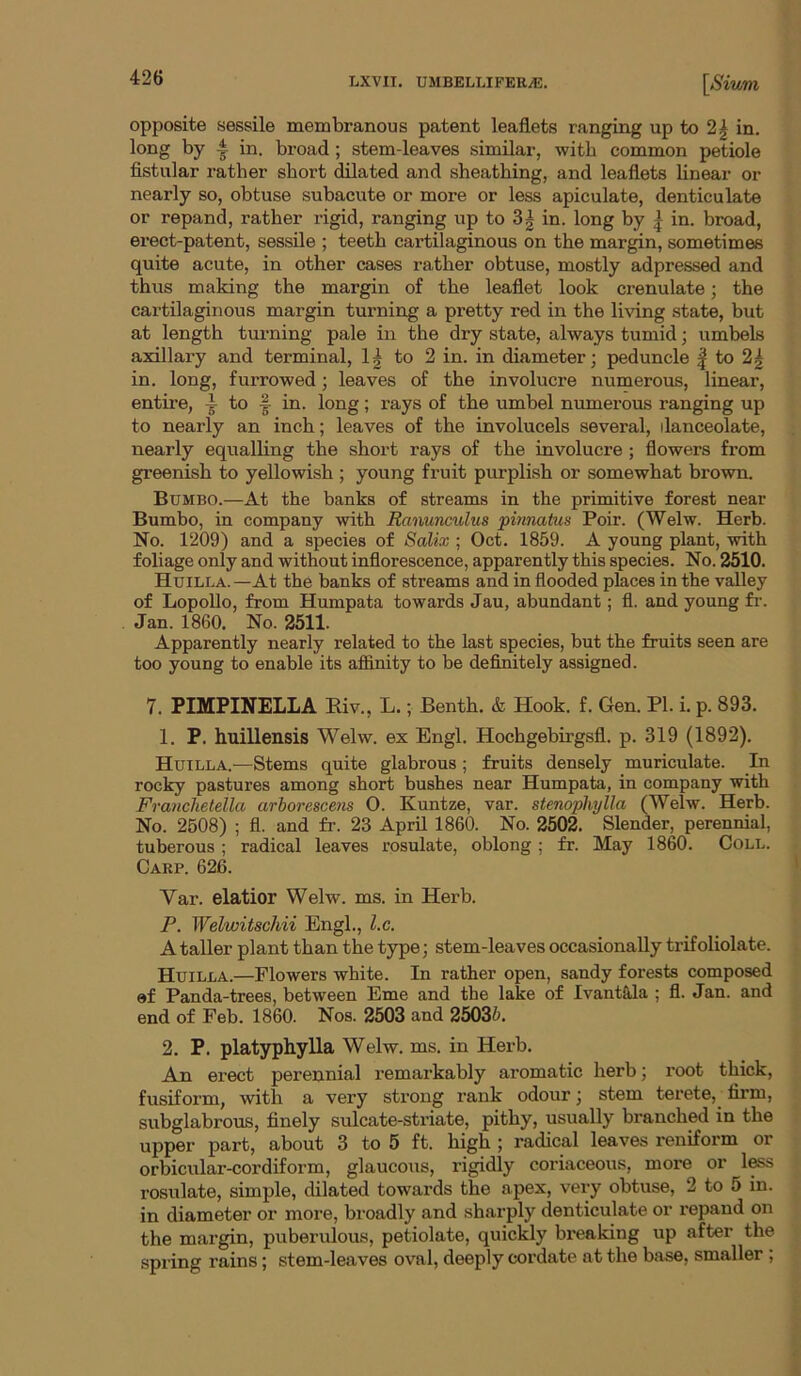 426 LXVII. UMBELLIFERÆ. [Sium
opposite sessile membranous patent leaflets ranging up to 2½ in.
long by ⅘ in. broad; stem-leaves similar, with common petiole
fistular rather short dilated and sheathing, and leaflets linear or
nearly so, obtuse subacute or more or less apiculate, denticulate
or repand, rather rigid, ranging up to 3½ in. long by ¼ in. broad,
erect-patent, sessile ; teeth cartilaginous on the margin, sometimes
quite acute, in other cases rather obtuse, mostly adpressed and
thus making the margin of the leaflet look crenulate; the
cartilaginous margin turning a pretty red in the living state, but
at length turning pale in the dry state, always tumid; umbels
axillary and terminal, 1½ to 2 in. in diameter; peduncle ¾ to 2½
in. long, furrowed; leaves of the involucre numerous, linear,
entire, ⅕ to ⅖ in. long; rays of the umbel numerous ranging up
to nearly an inch; leaves of the involucels several, lanceolate,
nearly equalling the short rays of the involucre ; flowers from
greenish to yellowish ; young fruit purplish or somewhat brown.
BUMBO.—At the banks of streams in the primitive forest near
Bumbo, in company with Ranunculus pinnatus Poir. (Welw. Herb.
No. 1209) and a species of Salix ; Oct. 1859. A young plant, with
foliage only and without inflorescence, apparently this species. No. 2510.
HUILLA.—At the banks of streams and in flooded places in the valley
of Lopollo, from Humpata towards Jau, abundant; fl. and young fr.
Jan. 1860. No. 2511.
Apparently nearly related to the last species, but the fruits seen are
too young to enable its affinity to be definitely assigned.
7. PIMPINELLA Riv., L.; Benth. & Hook. f. Gen. Pl. i. p. 893.
1. P. huillensis Welw. ex Engl. Hochgebirgsfl. p. 319 (1892).
HUILLA.—Stems quite glabrous; fruits densely muriculate. In
rocky pastures among short bushes near Humpata, in company with
Franchetella arborescens O. Kuntze, var. stenophylla (Welw. Herb.
No. 2508) ; fl. and fr. 23 April 1860. No. 2502. Slender, perennial,
tuberous ; radical leaves rosulate, oblong ; fr. May 1860. COLL.
CARP. 626.
Var. elatior Welw. ms. in Herb.
P. Welwitschii Engl., l.c.
A taller plant than the type; stem-leaves occasionally trifoliolate.
HUILLA.—Flowers white. In rather open, sandy forests composed
of Panda-trees, between Eme and the lake of Ivantâla ; fl. Jan. and
end of Feb. 1860. Nos. 2503 and 2503b.
2. P. platyphylla Welw. ms. in Herb.
An erect perennial remarkably aromatic herb; root thick,
fusiform, with a very strong rank odour; stem terete, firm,
subglabrous, finely sulcate-striate, pithy, usually branched in the
upper part, about 3 to 5 ft. high ; radical leaves reniform or
orbicular-cordiform, glaucous, rigidly coriaceous, more or less
rosulate, simple, dilated towards the apex, very obtuse, 2 to 5 in.
in diameter or more, broadly and sharply denticulate or repand on
the margin, puberulous, petiolate, quickly breaking up after the
spring rains; stem-leaves oval, deeply cordate at the base, smaller ;